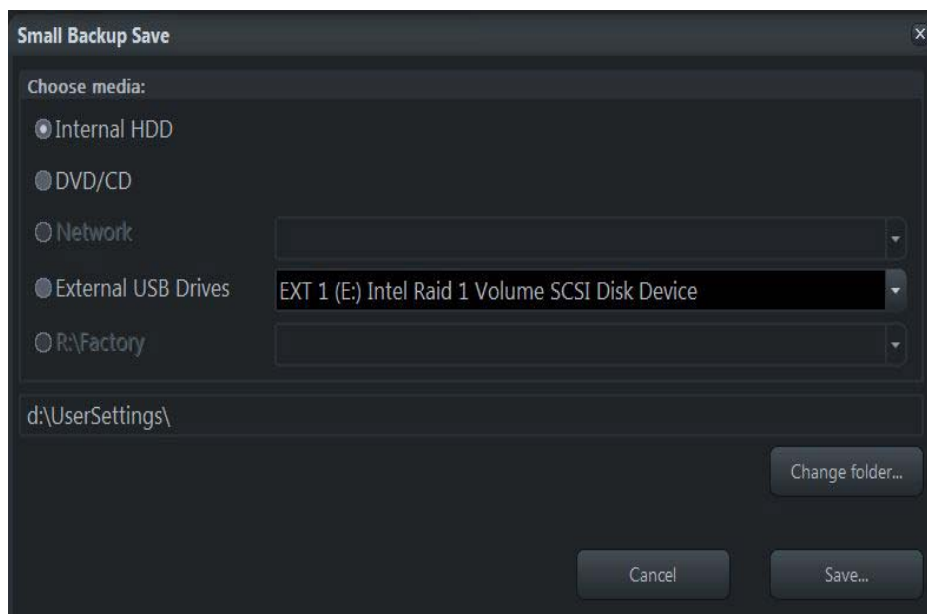 Small Backup Save
Choose media:
Internal HDD
DVD/CD
Network
External USB Drives
EXT 1 (E:) Intel Raid 1 Volume SCSI Disk Device
R:\Factory
d:\UserSettings\
Change folder...
Cancel
Save...